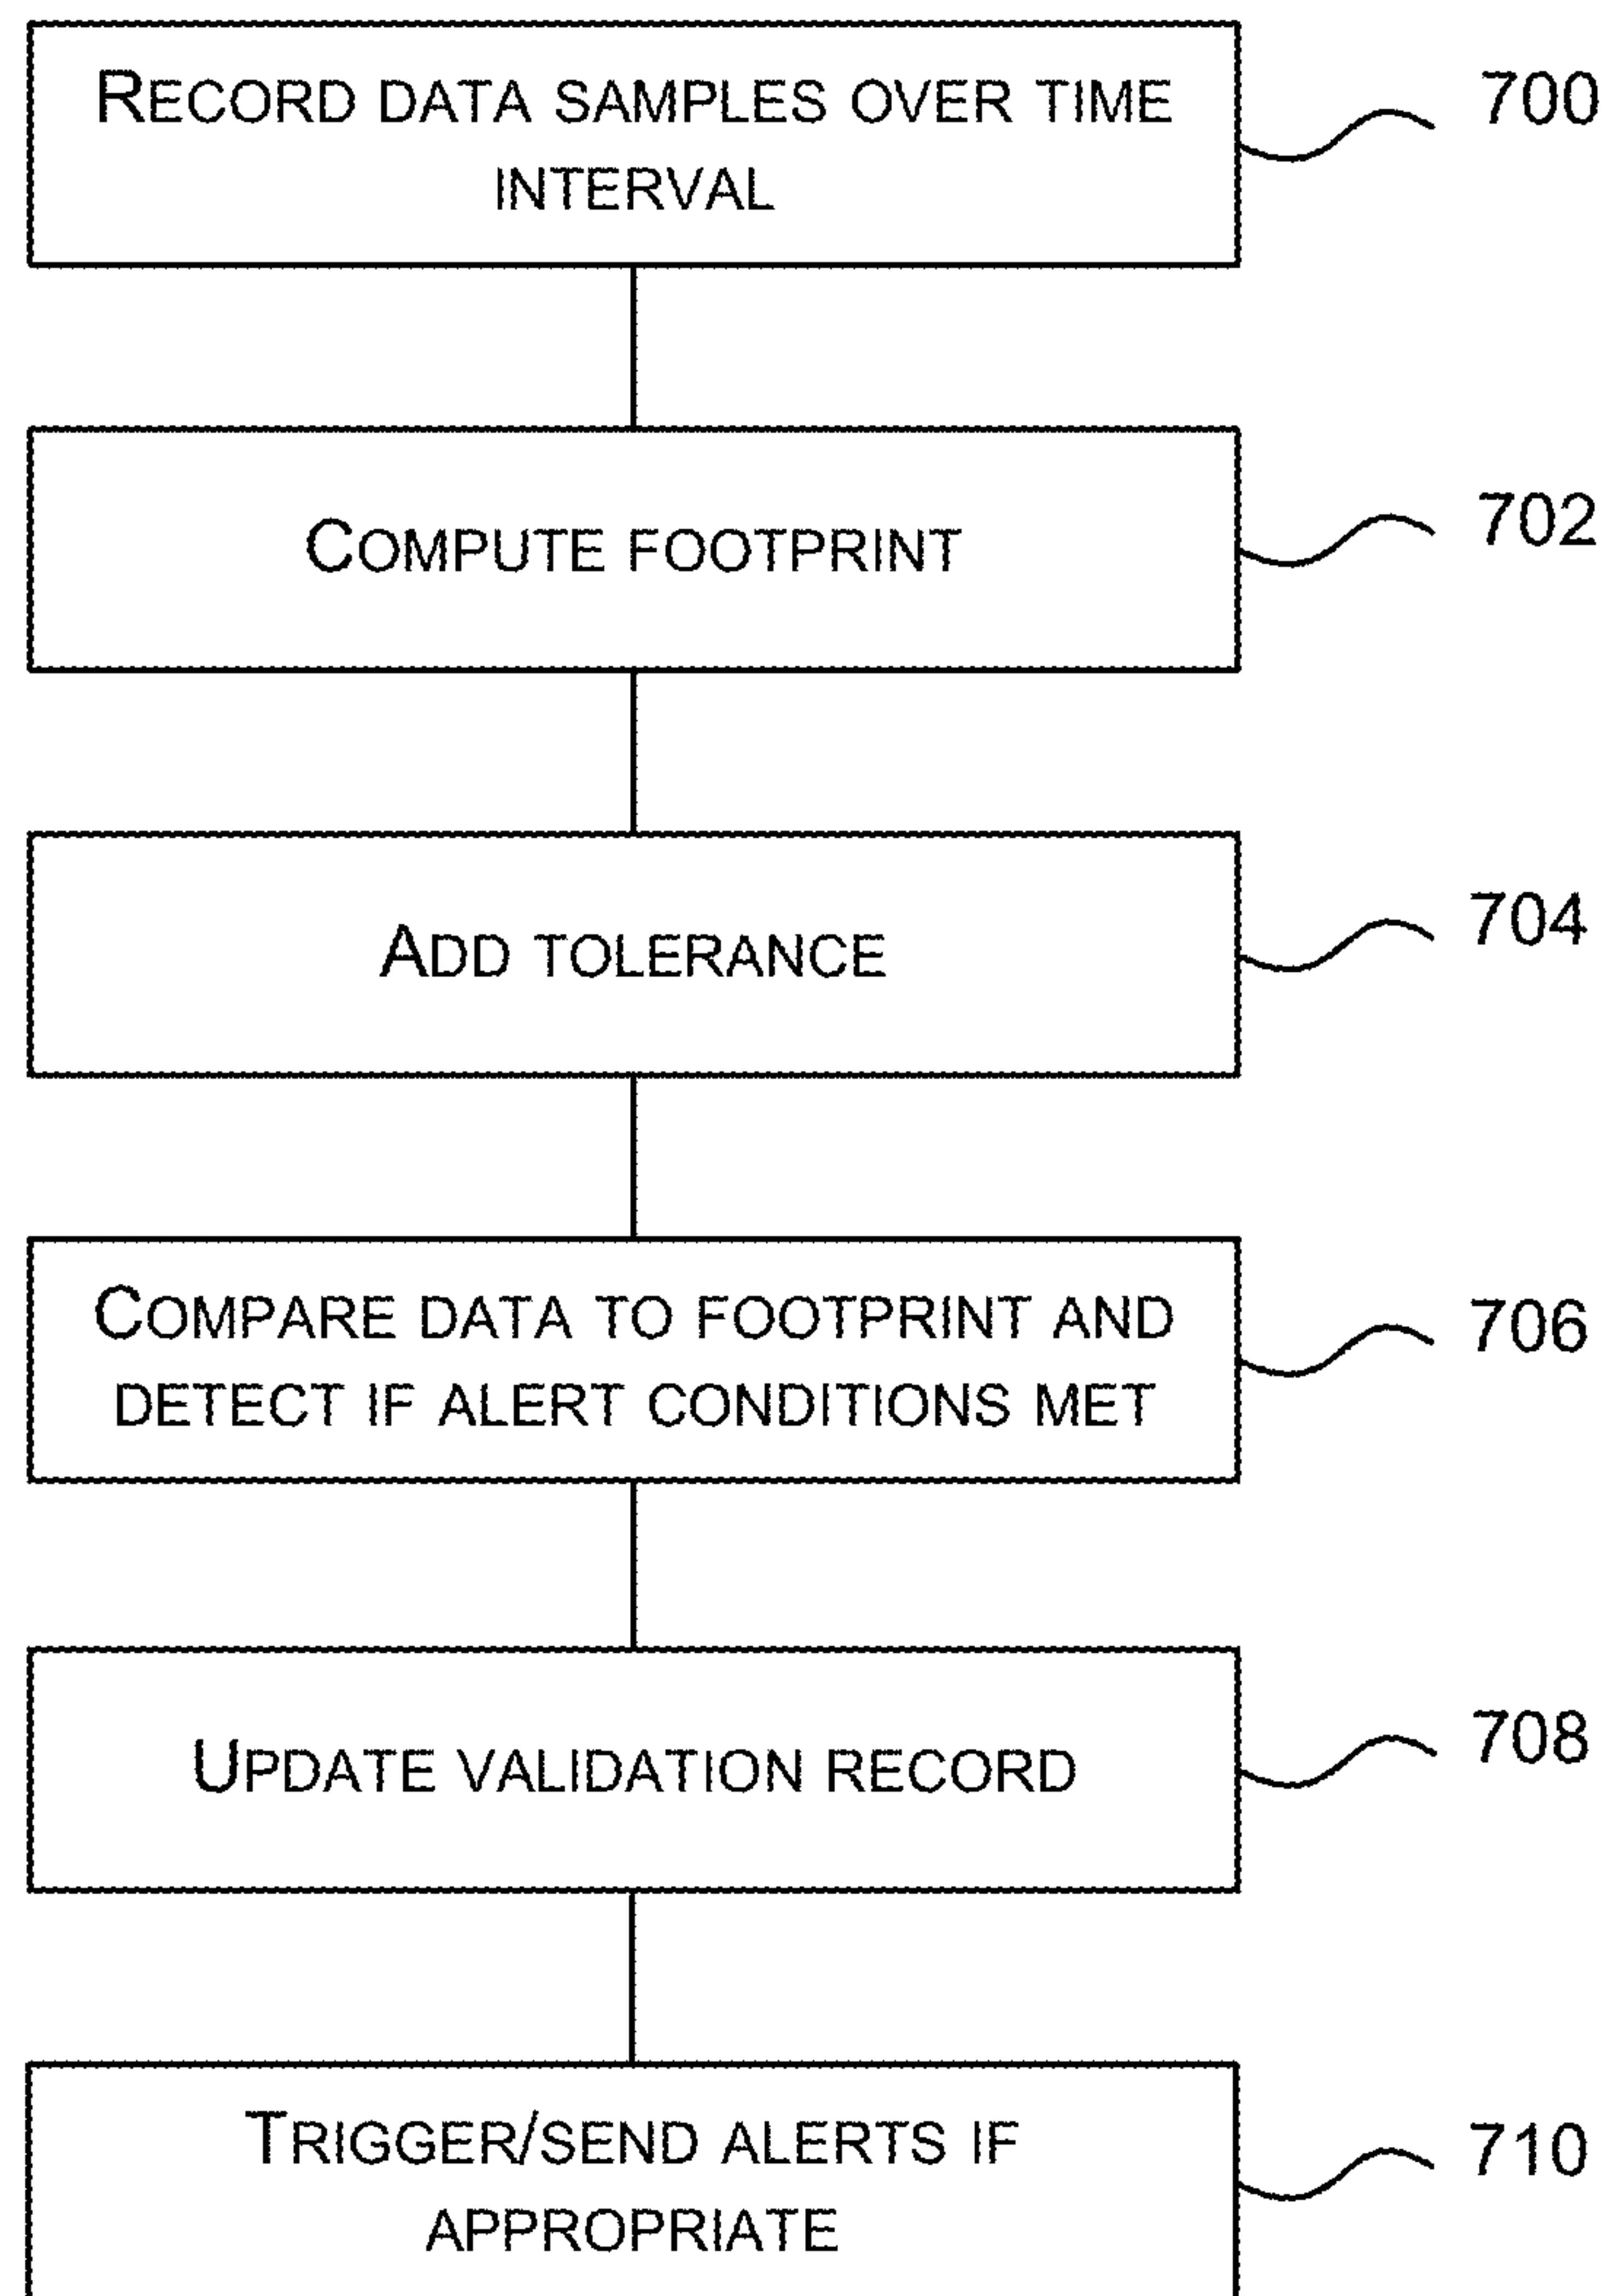 RECORD DATA SAMPLES OVER TIME
INTERVAL
700
COMPUTE FOOTPRINT
702
ADD TOLERANCE
704
COMPARE DATA TO FOOTPRINT AND
DETECT IF ALERT CONDITIONS MET
706
UPDATE VALIDATION RECORD
708
TRIGGER/SEND ALERTS IF
APPROPRIATE
710